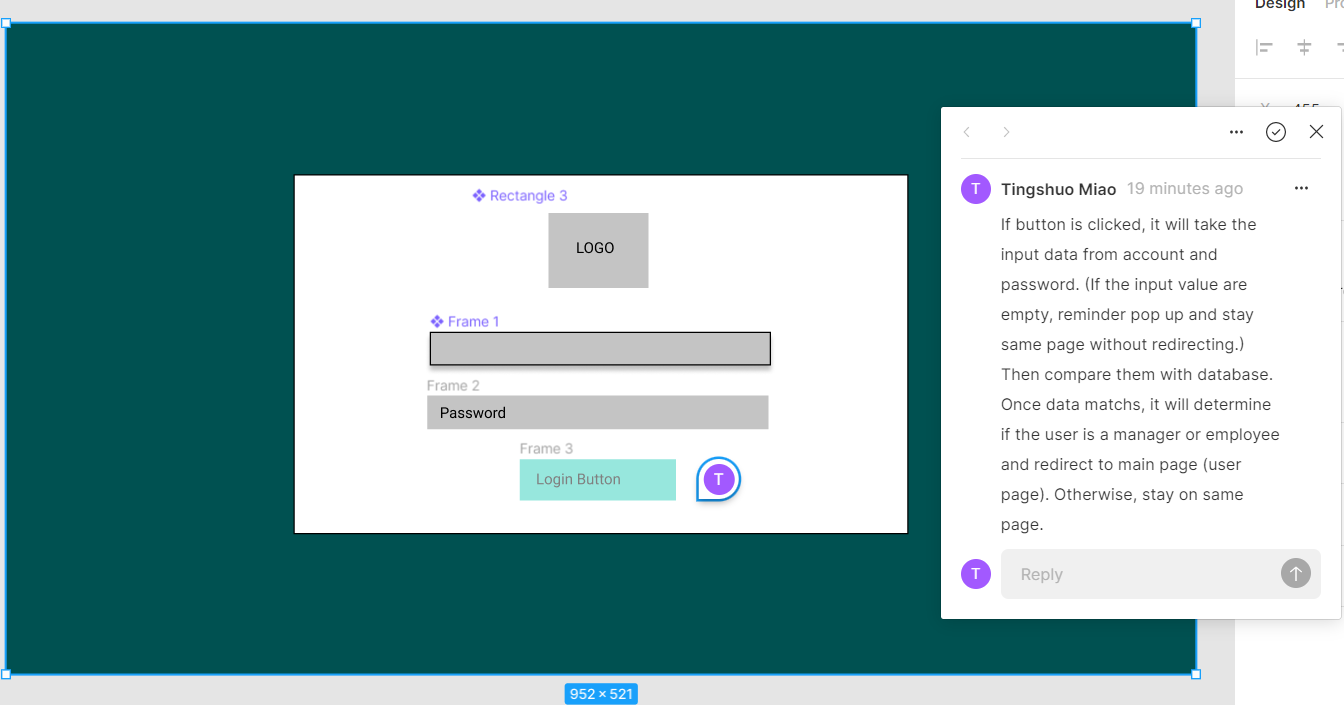 Design
Rectangle 3
LOGO
Frame 1
Frame 2
Password
Frame 3
Login Button
T
952 × 521
T
Tingshuo Miao 19 minutes ago
If button is clicked, it will take the
input data from account and
password. (If the input value are
empty, reminder pop up and stay
same page without redirecting.)
Then compare them with database.
Once data matchs, it will determine
if the user is a manager or employee
and redirect to main page (user
page). Otherwise, stay on same
page.
T
Reply